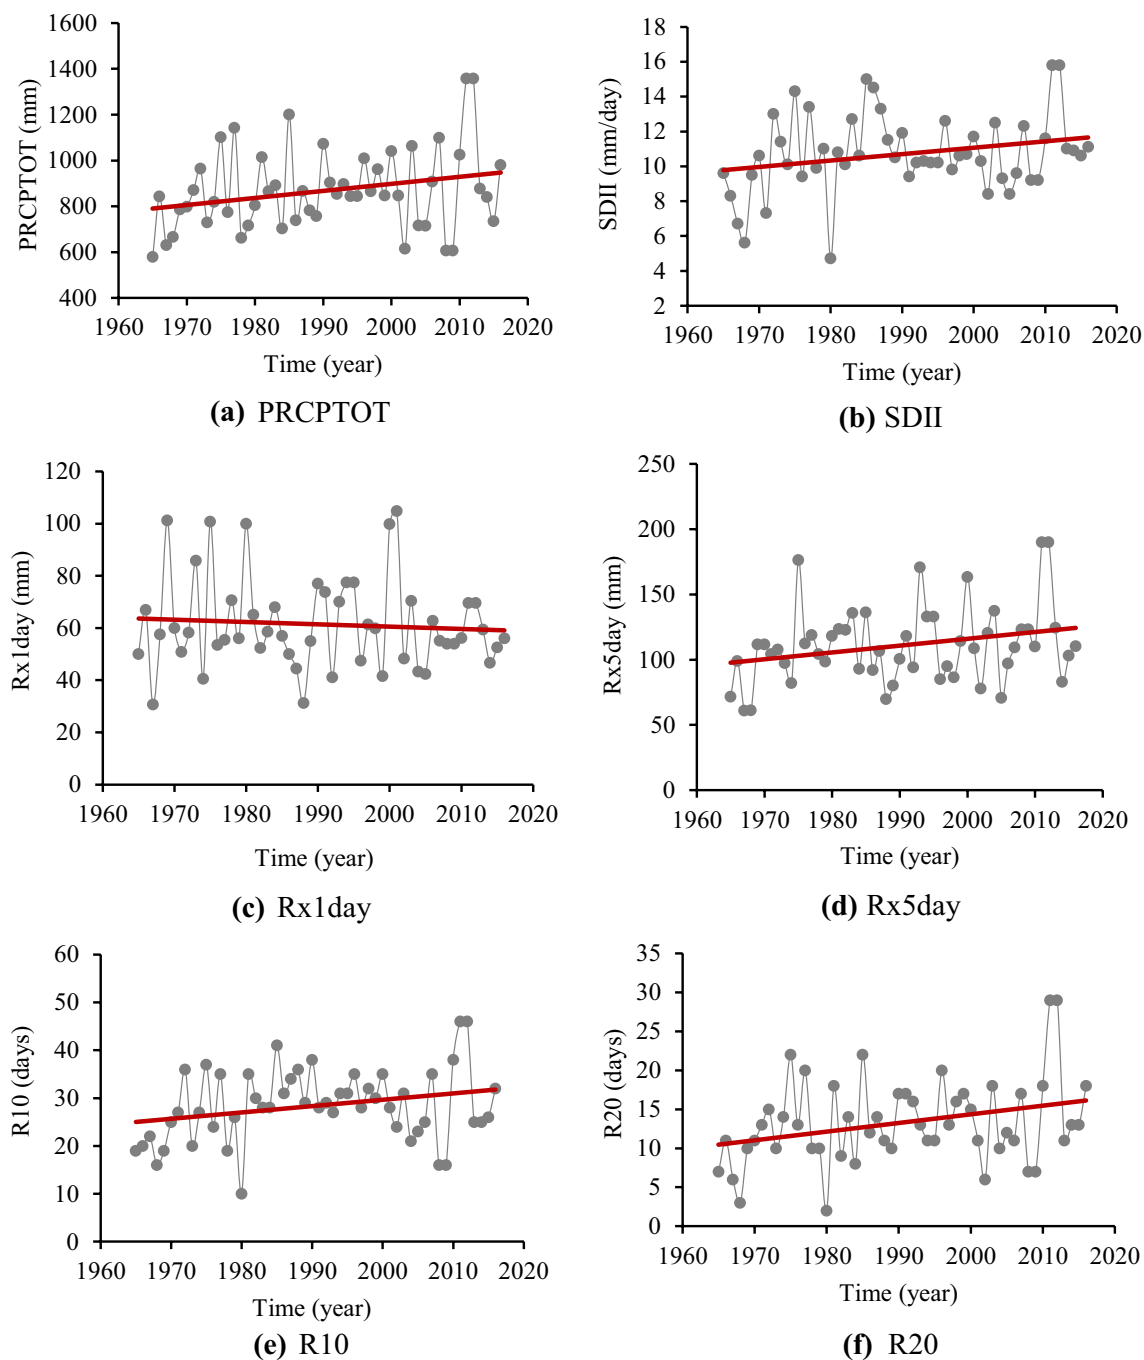 PRCPTOT (mm)
1600
1400
1200
1000
800
600
400
1960 1970 1980 1990 2000 2010 2020
Time (year)
(a) PRCPTOT
SDII (mm/day)
18
16
14
12
10
8
6
4
2
1960 1970 1980 1990 2000 2010 2020
Time (year)
(b) SDII
Rx1day (mm)
120
100
80
60
40
20
0
1960 1970 1980 1990 2000 2010 2020
Time (year)
(c) Rx1day
Rx5day (mm)
250
200
150
100
50
0
1960 1970 1980 1990 2000 2010 2020
Time (year)
(d) Rx5day
R10 (days)
60
50
40
30
20
10
0
1960 1970 1980 1990 2000 2010 2020
Time (year)
(e) R10
R20 (days)
35
30
25
20
15
10
5
0
1960 1970 1980 1990 2000 2010 2020
Time (year)
(f) R20